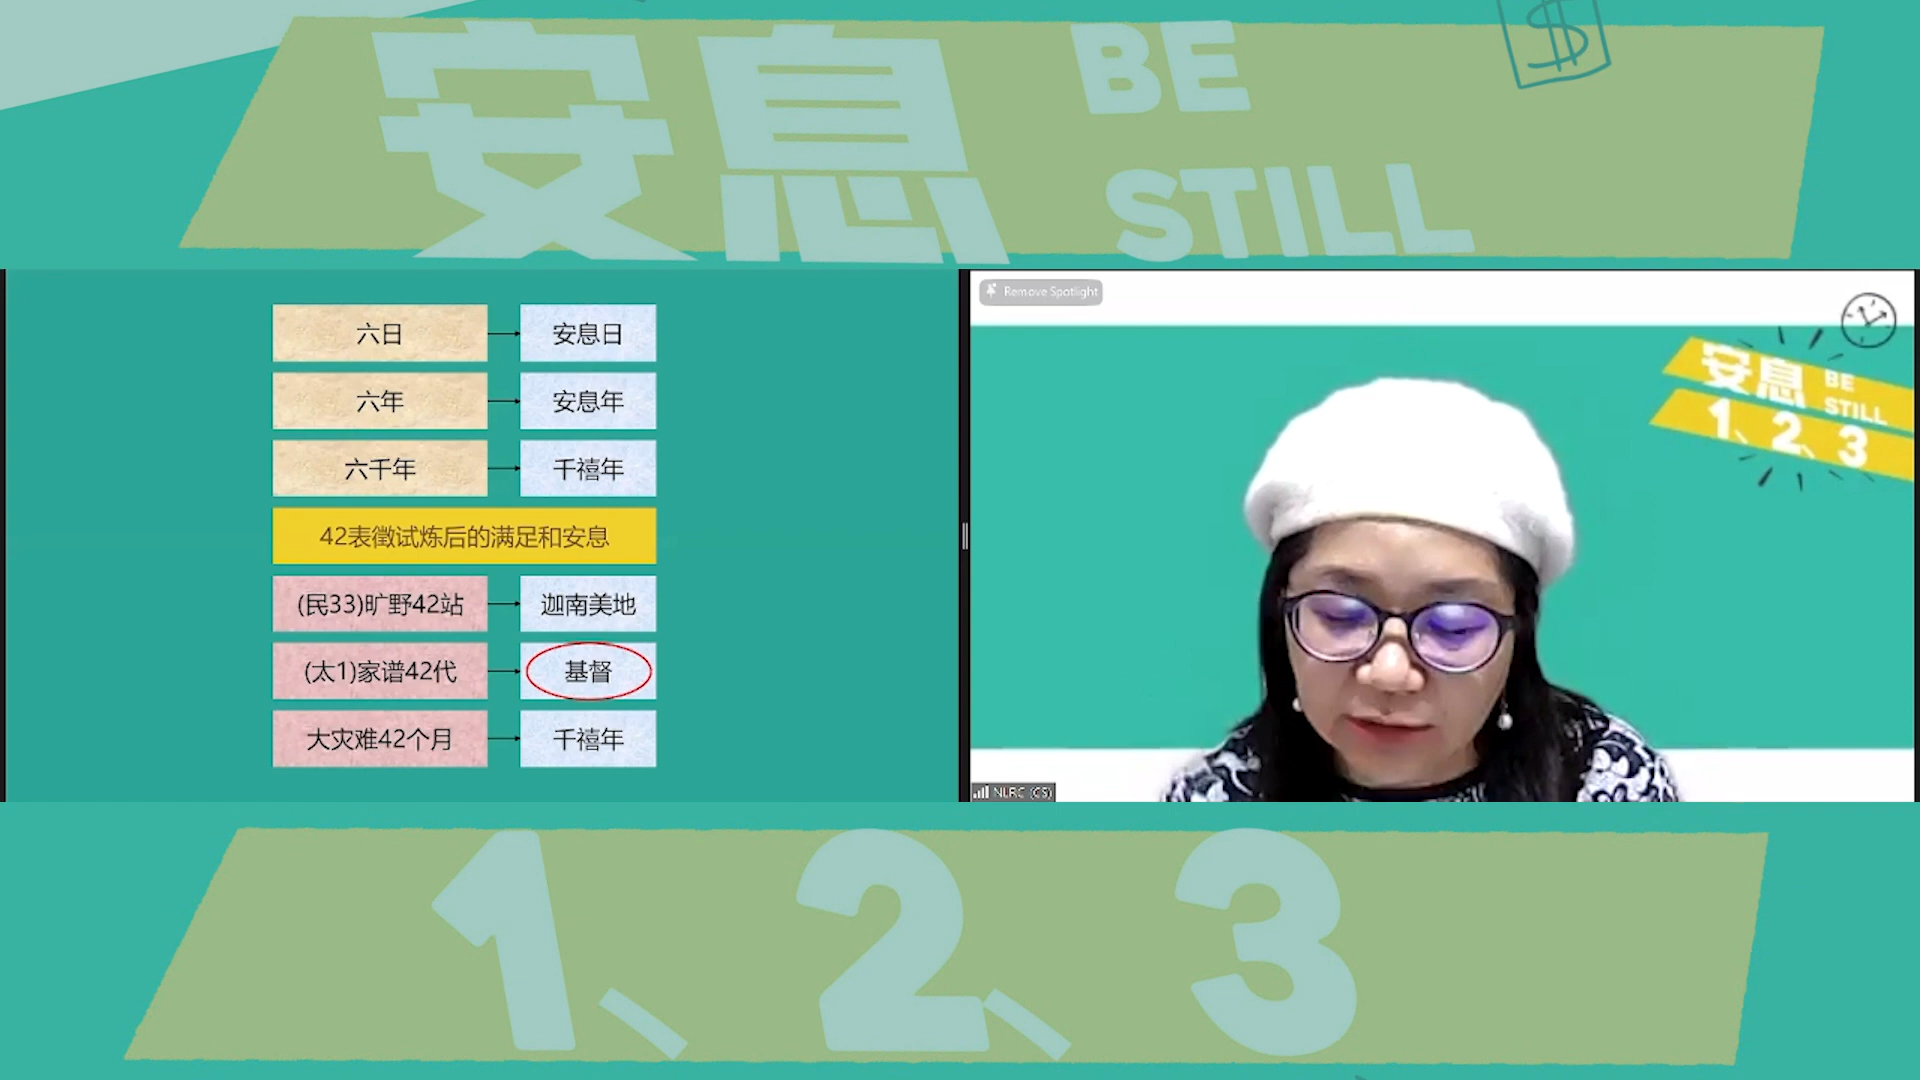 安息 BE
STILL
六日 安息日
六年 安息年
六千年 千禧年
42表徵试炼后的满足和安息
(民33)旷野42站 迦南美地
(太1)家谱42代 基督
大灾难42个月 千禧年
Remove Spotlight
安息 BE
STILL
1、2、3
NLRC (CS)
1、2、3